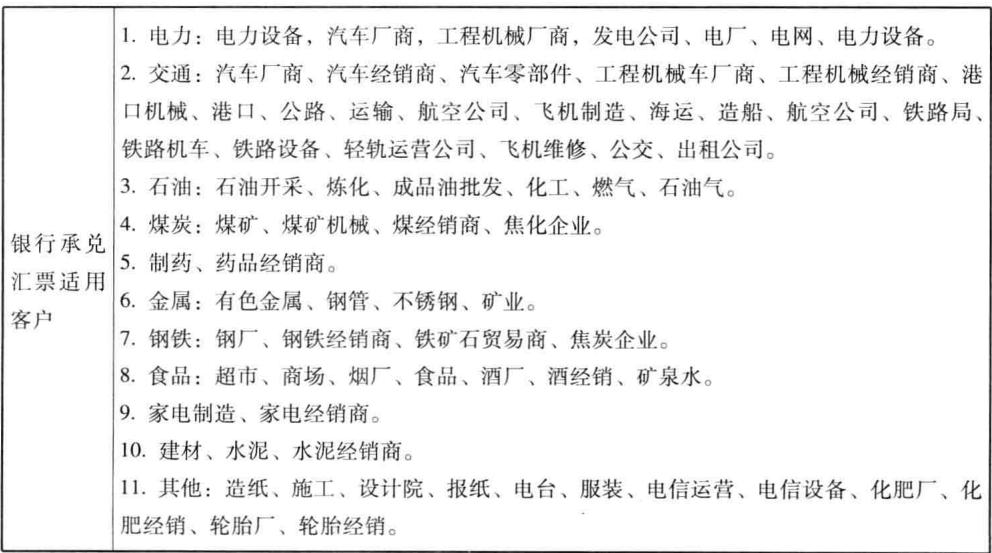 银行承兑
汇票适用
客户
1. 电力：电力设备，汽车厂商，工程机械厂商，发电公司、电厂、电网、电力设备。
2. 交通：汽车厂商、汽车经销商、汽车零部件、工程机械车厂商、工程机械经销商、港
口机械、港口、公路、运输、航空公司、飞机制造、海运、造船、航空公司、铁路局、
铁路机车、铁路设备、轻轨运营公司、飞机维修、公交、出租公司。
3. 石油：石油开采、炼化、成品油批发、化工、燃气、石油气。
4. 煤炭：煤矿、煤矿机械、煤经销商、焦化企业。
5. 制药、药品经销商。
6. 金属：有色金属、钢管、不锈钢、矿业。
7. 钢铁：钢厂、钢铁经销商、铁矿石贸易商、焦炭企业。
8. 食品：超市、商场、烟厂、食品、酒厂、酒经销、矿泉水。
9. 家电制造、家电经销商。
10. 建材、水泥、水泥经销商。
11. 其他：造纸、施工、设计院、报纸、电台、服装、电信运营、电信设备、化肥厂、化
肥经销、轮胎厂、轮胎经销。